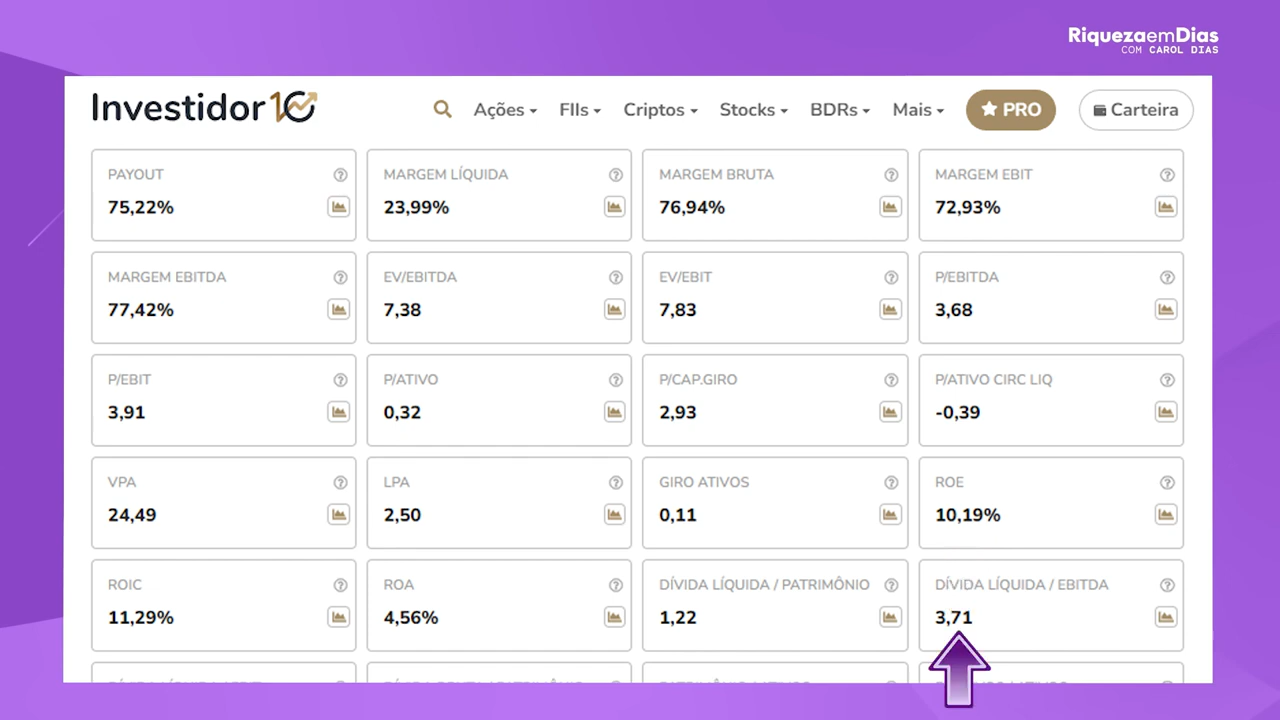 RiquezaemDias
COM CAROL DIAS
Investidor 10
Ações
FIIs
Criptos
Stocks
BDRs
Mais
PRO
Carteira
PAYOUT
75,22%
MARGEM LÍQUIDA
23,99%
MARGEM BRUTA
76,94%
MARGEM EBIT
72,93%
MARGEM EBITDA
77,42%
EV/EBITDA
7,38
EV/EBIT
7,83
P/EBITDA
3,68
P/EBIT
3,91
P/ATIVO
0,32
P/CAP.GIRO
2,93
P/ATIVO CIRC LIQ
-0,39
VPA
24,49
LPA
2,50
GIRO ATIVOS
0,11
ROE
10,19%
ROIC
11,29%
ROA
4,56%
DÍVIDA LÍQUIDA / PATRIMÔNIO
1,22
DÍVIDA LÍQUIDA / EBITDA
3,71